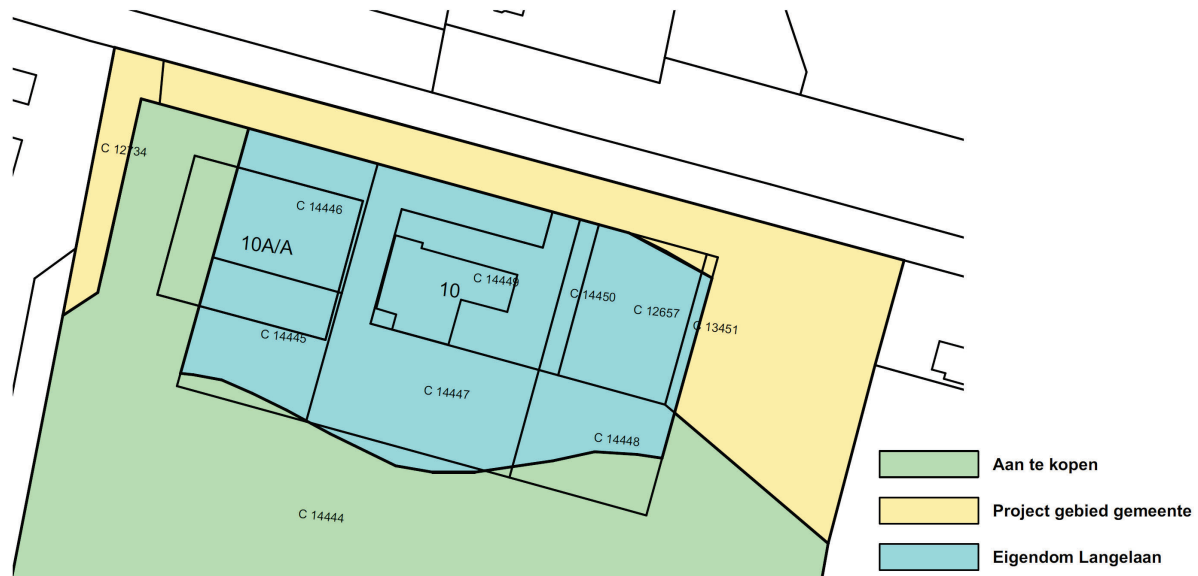 C 12734
C 14446
10A/A
C 14449
10
C 14450
C 12657
C 13451
C 14445
C 14447
C 14448
C 14444
Aan te kopen
Project gebied gemeente
Eigendom Langelaan